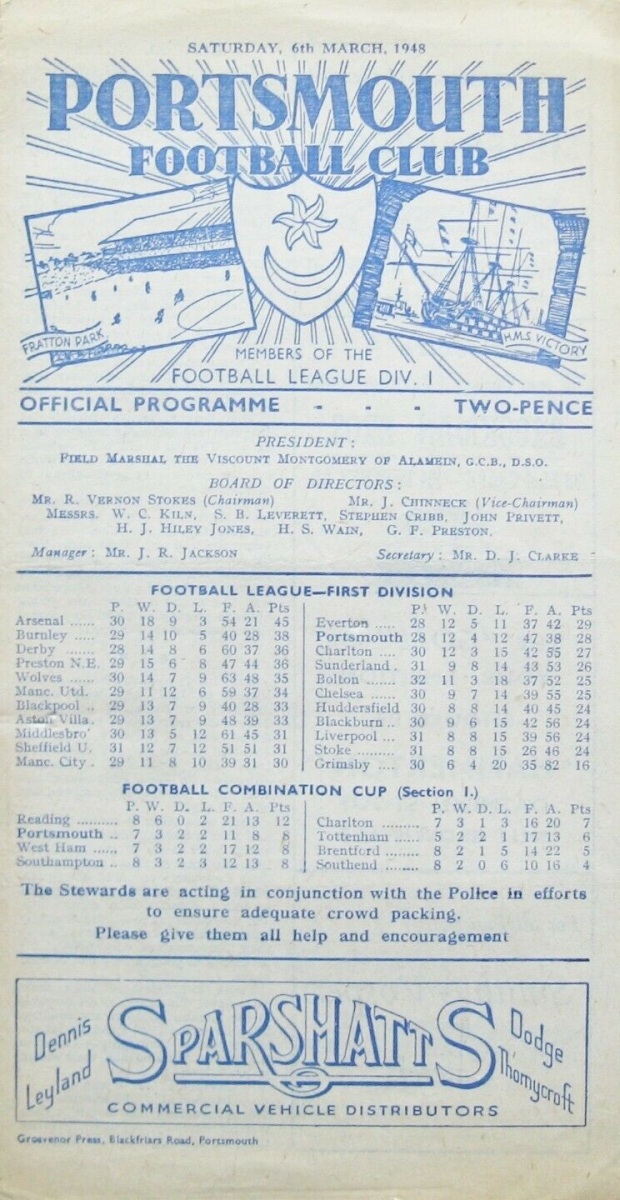 SATURDAY, 6th MARCH, 1948
PORTSMOUTH
FOOTBALL CLUB
FRATTON PARK
H.M.S. VICTORY
MEMBERS OF THE
FOOTBALL LEAGUE DIV. I
OFFICIAL PROGRAMME - - - TWO-PENCE
PRESIDENT:
FIELD MARSHAL THE VISCOUNT MONTGOMERY OF ALAMEIN, G.C.B., D.S.O.
BOARD OF DIRECTORS:
MR. R. VERNON STOKES (Chairman) MR. J. CHINNECK (Vice-Chairman)
MESSRS. W. C. KILN, S. B. LEVERETT, STEPHEN CRIBB, JOHN PRIVETT,
H. J. HILEY JONES, H. S. WAIN, G. F. PRESTON.
Manager: MR. J. R. JACKSON Secretary: MR. D. J. CLARKE
FOOTBALL LEAGUE—FIRST DIVISION
P. W. D. L. F. A. Pts
Arsenal ...... 30 18 9 3 54 21 45
Burnley ..... 29 14 10 5 40 28 38
Derby ....... 28 14 8 6 60 37 36
Preston N.E. 29 15 6 8 47 44 36
Wolves ...... 30 14 7 9 63 48 35
Manc. Utd. 29 11 12 6 59 37 34
Blackpool .. 29 13 7 9 40 28 33
Aston Villa. 29 13 7 9 48 39 33
Middlesbro' 30 13 5 12 61 45 31
Sheffield U. 31 12 7 12 51 51 31
Manc. City . 29 11 8 10 39 31 30
P. W. D. L. F. A. Pts
Everton ..... 28 12 5 11 37 42 29
Portsmouth 28 12 4 12 47 38 28
Charlton .... 30 12 3 15 42 55 27
Sunderland . 31 9 8 14 43 53 26
Bolton ...... 32 11 3 18 37 52 25
Chelsea ..... 30 9 7 14 39 55 25
Huddersfield 30 8 8 14 40 45 24
Blackburn .. 30 9 6 15 42 56 24
Liverpool ... 31 8 8 15 39 56 24
Stoke ........ 31 8 8 15 26 46 24
Grimsby .... 30 6 4 20 35 82 16
FOOTBALL COMBINATION CUP (Section I.)
P. W. D. L. F. A. Pts
Reading .......... 8 6 0 2 21 13 12
Portsmouth .. 7 3 2 2 11 8 8
West Ham ...... 7 3 2 2 17 12 8
Southampton .. 8 3 2 3 12 13 8
P. W. D. L. F. A. Pts
Charlton ........ 7 3 1 3 16 20 7
Tottenham ...... 5 2 2 1 17 13 6
Brentford ....... 8 2 1 5 14 22 5
Southend ........ 8 2 0 6 10 16 4
The Stewards are acting in conjunction with the Police in efforts
to ensure adequate crowd packing.
Please give them all help and encouragement
Dennis
Leyland
SPARSHATTS
Dodge
Thornycroft
COMMERCIAL VEHICLE DISTRIBUTORS
Grosvenor Press, Blackfriars Road, Portsmouth